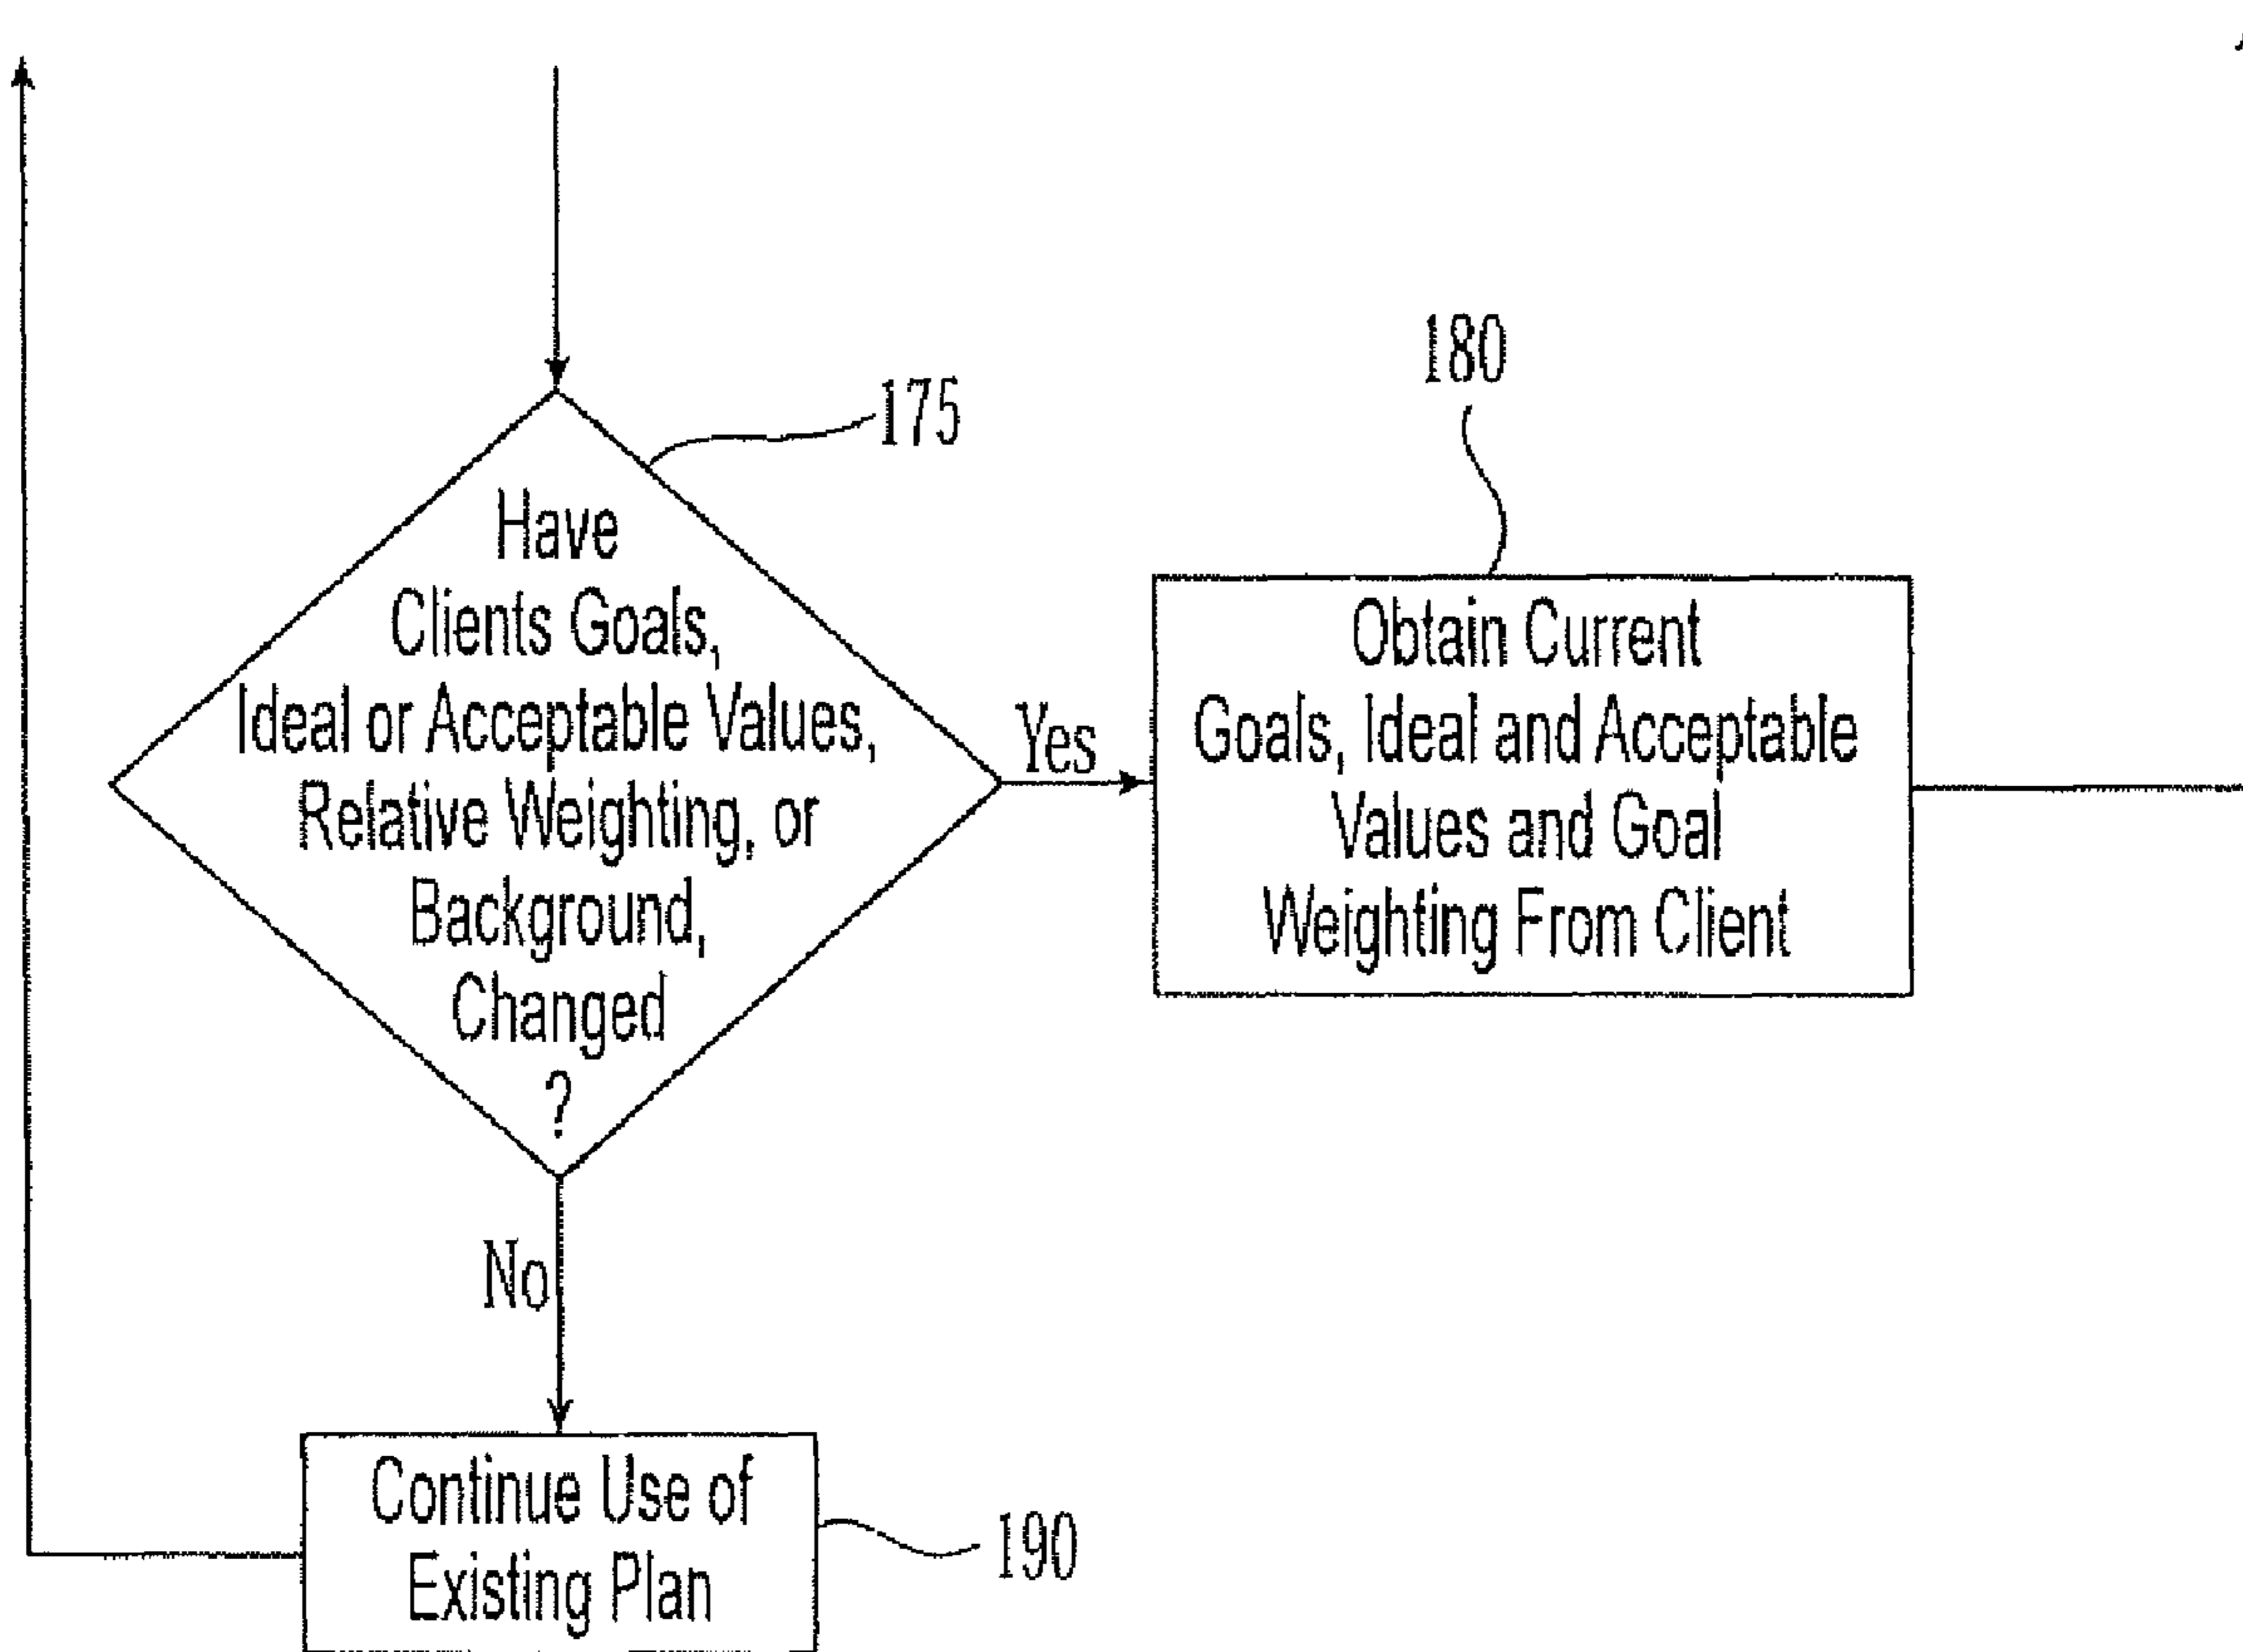 175
Have
Clients Goals,
Ideal or Acceptable Values,
Relative Weighting, or
Background,
Changed
?
Yes
180
Obtain Current
Goals, Ideal and Acceptable
Values and Goal
Weighting From Client
No
Continue Use of
Existing Plan
190